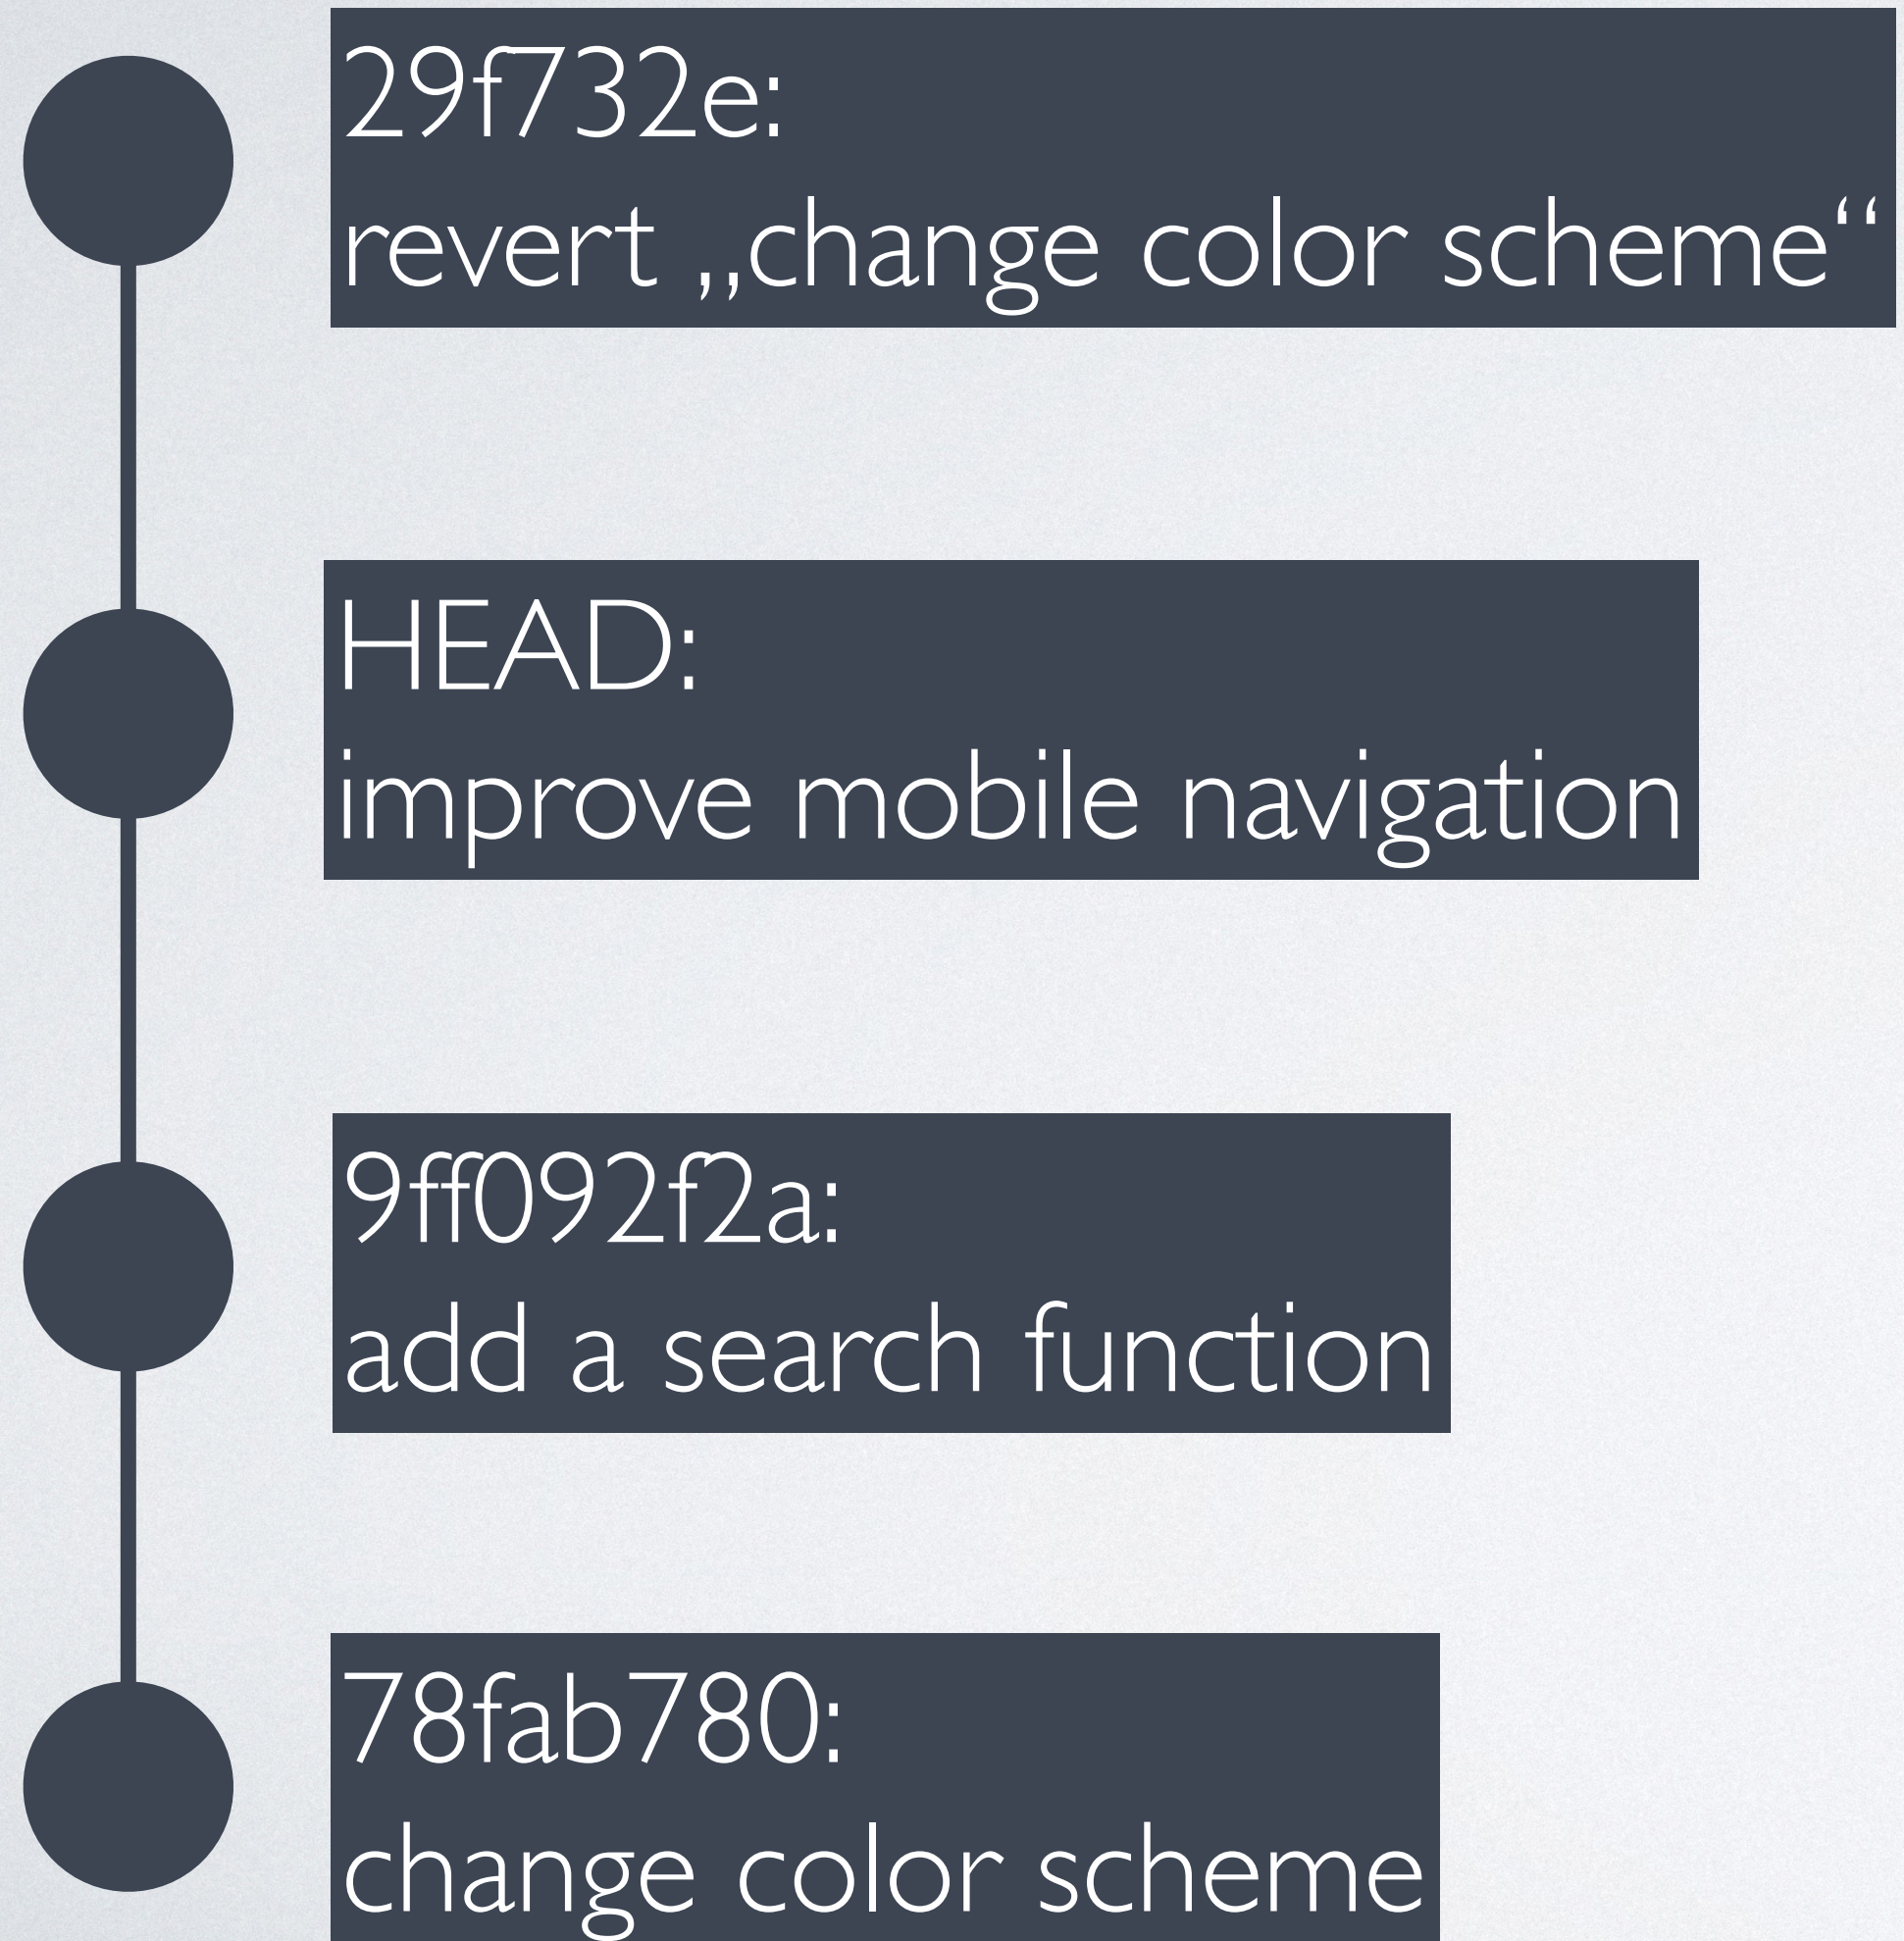 29f732e:
revert „change color scheme“
HEAD:
improve mobile navigation
9ff092f2a:
add a search function
78fab780:
change color scheme